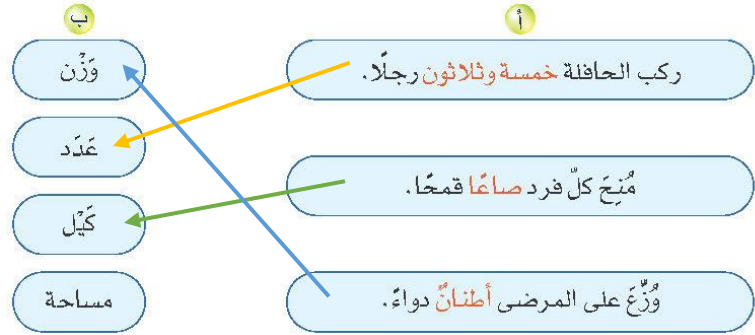 أ
ب
ركب الحافلة خمسة وثلاثون رجلًا.
وَزْن
عَدَد
مُنِحَ كلّ فرد صاعًا قمحًا.
كَيْل
وُزِّعَ على المرضى أطنانٌ دواءً.
مساحة